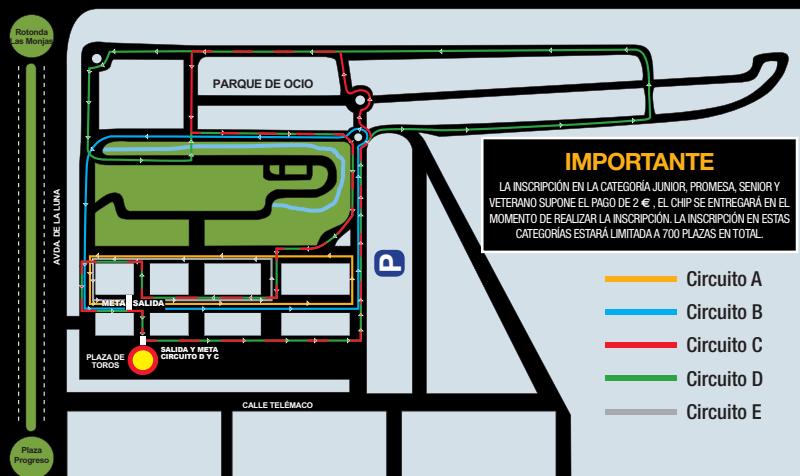 Rotonda
Las Monjas
PARQUE DE OCIO
AVDA. DE LA LUNA
IMPORTANTE
LA INSCRIPCIÓN EN LA CATEGORÍA JUNIOR, PROMESA, SENIOR Y
VETERANO SUPONE EL PAGO DE 2 €, EL CHIP SE ENTREGARÁ EN EL
MOMENTO DE REALIZAR LA INSCRIPCIÓN. LA INSCRIPCIÓN EN ESTAS
CATEGORÍAS ESTARÁ LIMITADA A 700 PLAZAS EN TOTAL.
P
Circuito A
Circuito B
Circuito C
Circuito D
Circuito E
META SALIDA
PLAZA DE
TOROS
SALIDA Y META
CIRCUITO D Y C
CALLE TELÉMACO
Plaza
Progreso